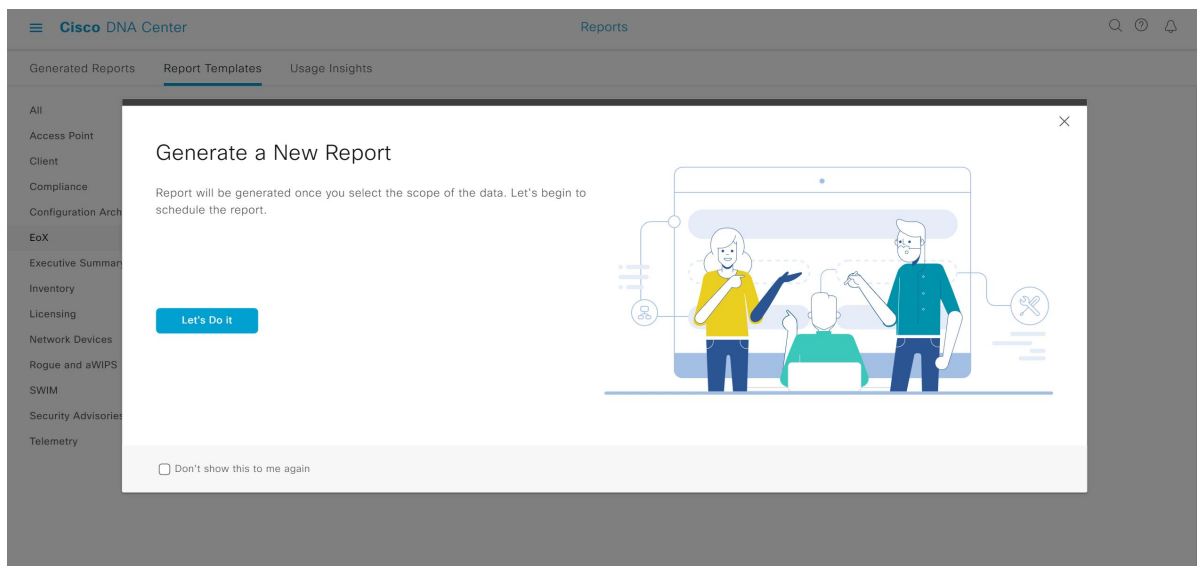 Cisco DNA Center
Reports
Generated Reports Report Templates Usage Insights
All
Access Point
Client
Compliance
Configuration Arch
EoX
Executive Summary
Inventory
Licensing
Network Devices
Rogue and aWIPS
SWIM
Security Advisories
Telemetry
Generate a New Report
Report will be generated once you select the scope of the data. Let's begin to
schedule the report.
Let's Do it
Don't show this to me again